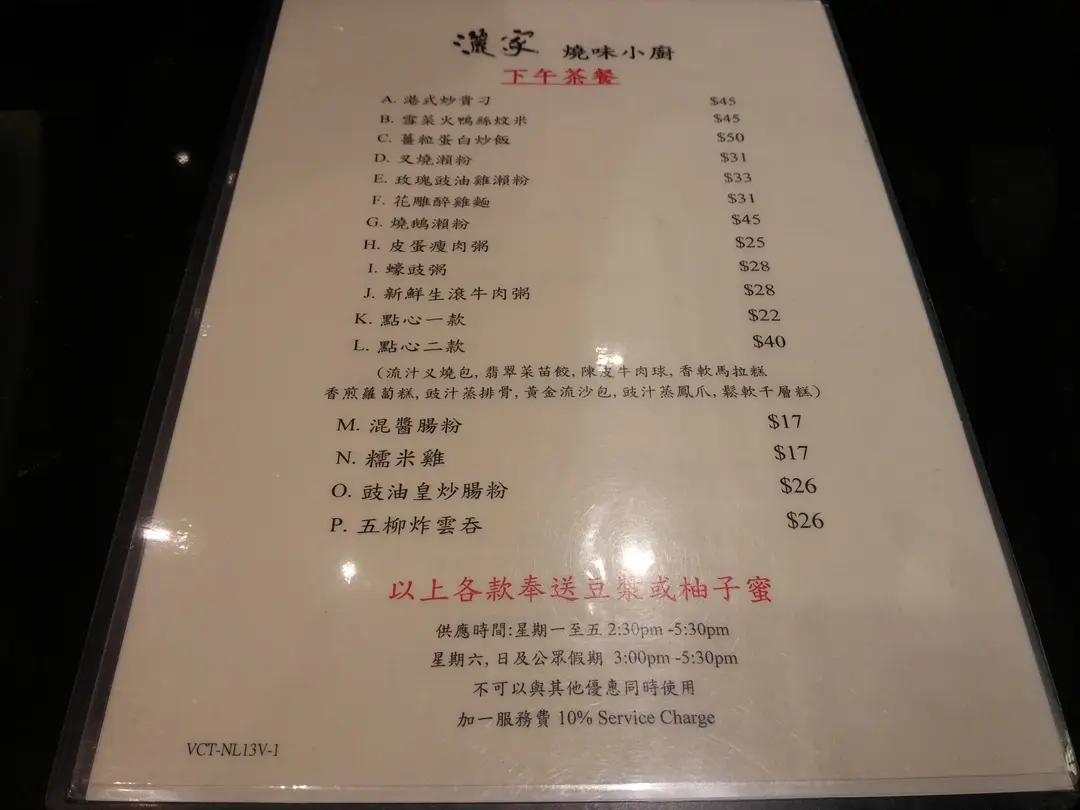 灑家 燒味小廚
下午茶餐
A. 港式炒貴刁 $45
B. 雪菜火鴨絲炆米 $45
C. 薑粒蛋白炒飯 $50
D. 叉燒瀨粉 $31
E. 玫瑰豉油雞瀨粉 $33
F. 花雕醉雞麵 $31
G. 燒鵝瀨粉 $45
H. 皮蛋瘦肉粥 $25
I. 蠔豉粥 $28
J. 新鮮生滾牛肉粥 $28
K. 點心一款 $22
L. 點心二款 $40
(流汁叉燒包, 翡翠菜苗餃, 陳皮牛肉球, 香軟馬拉糕
香煎蘿蔔糕, 豉汁蒸排骨, 黃金流沙包, 豉汁蒸鳳爪, 鬆軟千層糕)
M. 混醬腸粉 $17
N. 糯米雞 $17
O. 豉油皇炒腸粉 $26
P. 五柳炸雲吞 $26
以上各款奉送豆漿或柚子蜜
供應時間:星期一至五 2:30pm -5:30pm
星期六, 日及公眾假期 3:00pm -5:30pm
不可以與其他優惠同時使用
加一服務費 10% Service Charge
VCT-NL13V-1